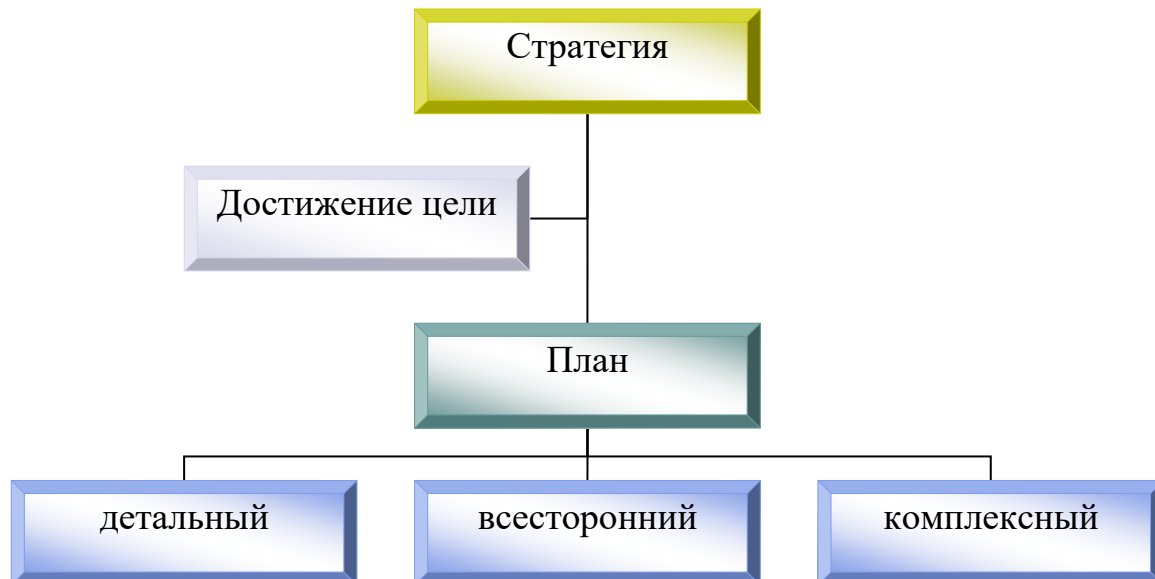 Стратегия
Достижение цели
План
детальный
всесторонний
комплексный